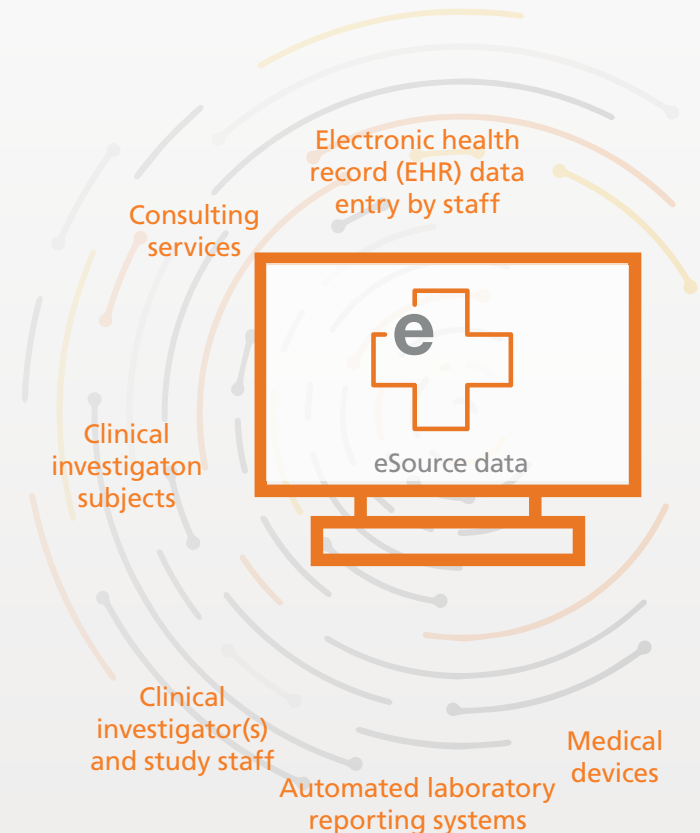 Electronic health
record (EHR) data
entry by staff
Consulting
services
e
eSource data
Clinical
investigaton
subjects
Clinical
investigator(s)
and study staff
Medical
devices
Automated laboratory
reporting systems